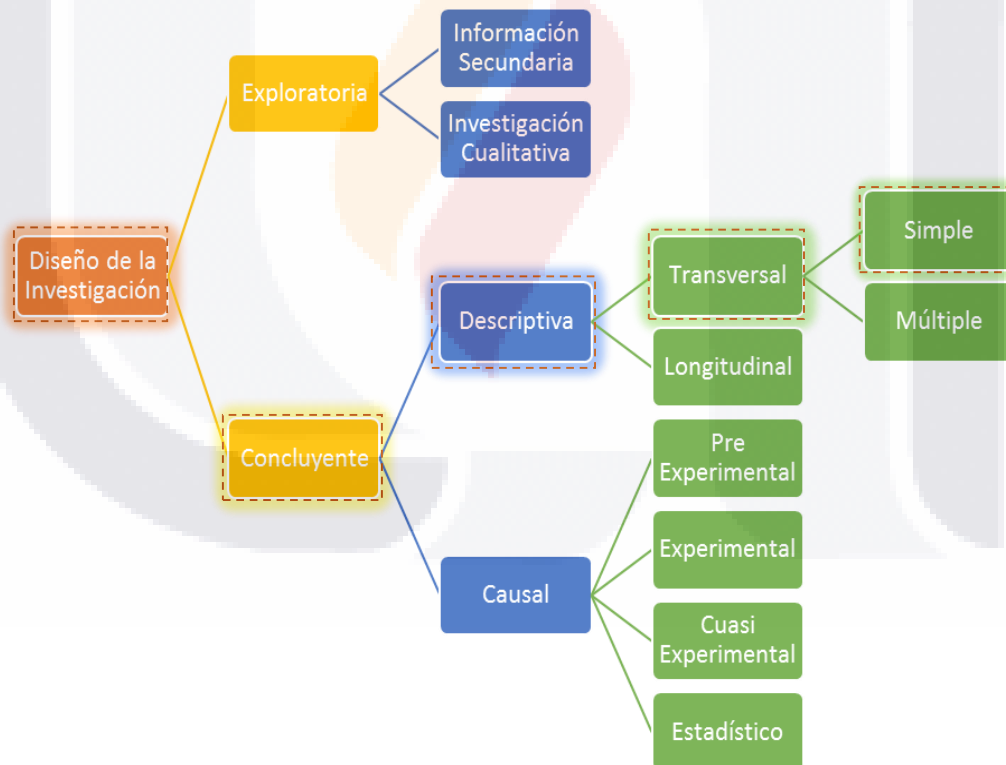 Diseño de la
Investigación
Exploratoria
Información
Secundaria
Investigación
Cualitativa
Concluyente
Descriptiva
Transversal
Simple
Múltiple
Longitudinal
Causal
Pre
Experimental
Experimental
Cuasi
Experimental
Estadístico